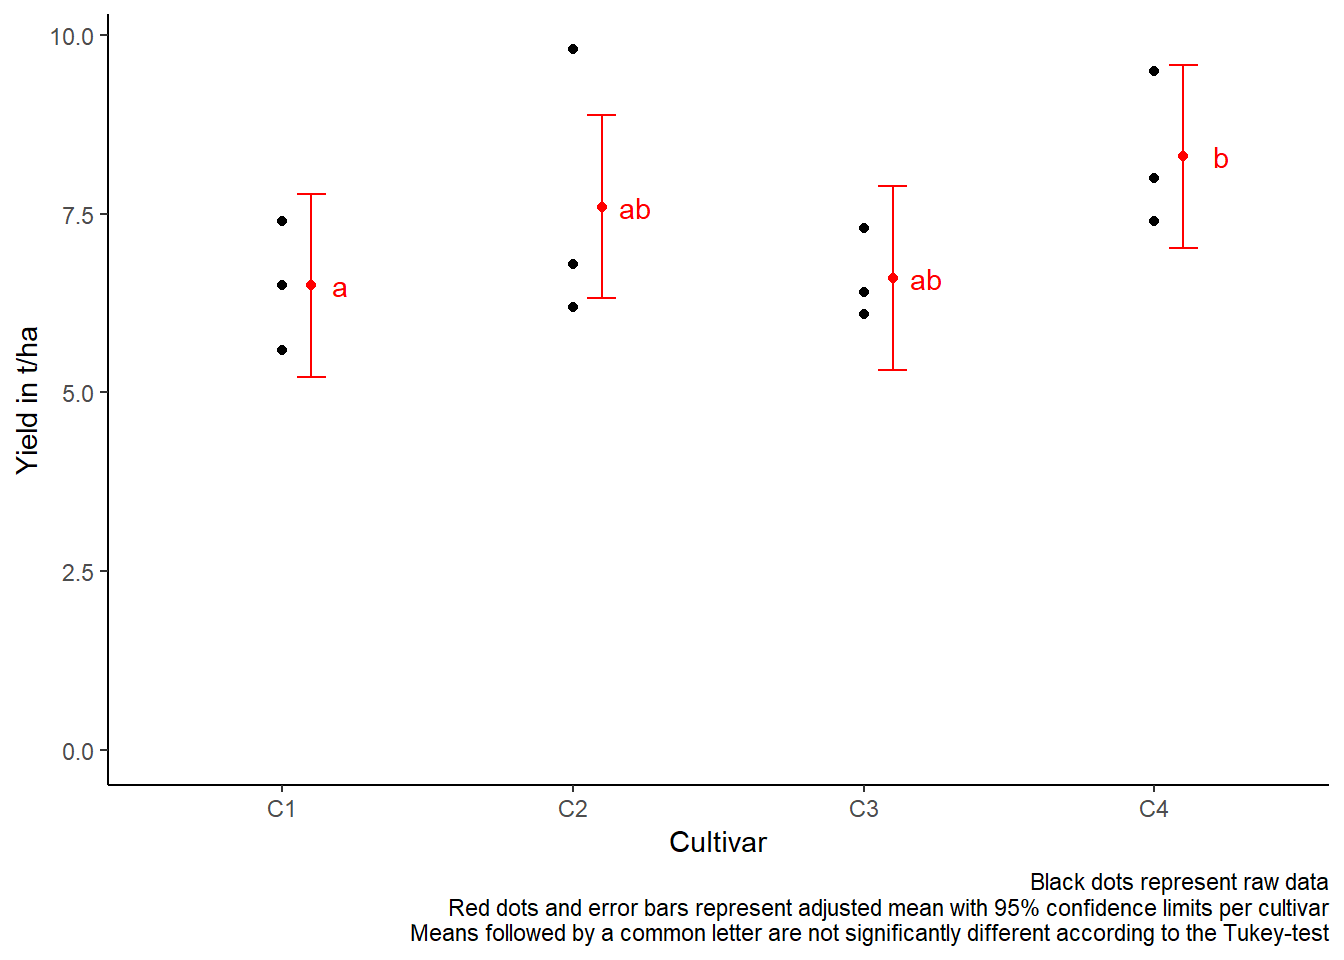 10.0
7.5
5.0
2.5
0.0
Yield in t/ha
a
ab
ab
b
C1 C2 C3 C4
Cultivar
Black dots represent raw data
Red dots and error bars represent adjusted mean with 95% confidence limits per cultivar
Means followed by a common letter are not significantly different according to the Tukey-test